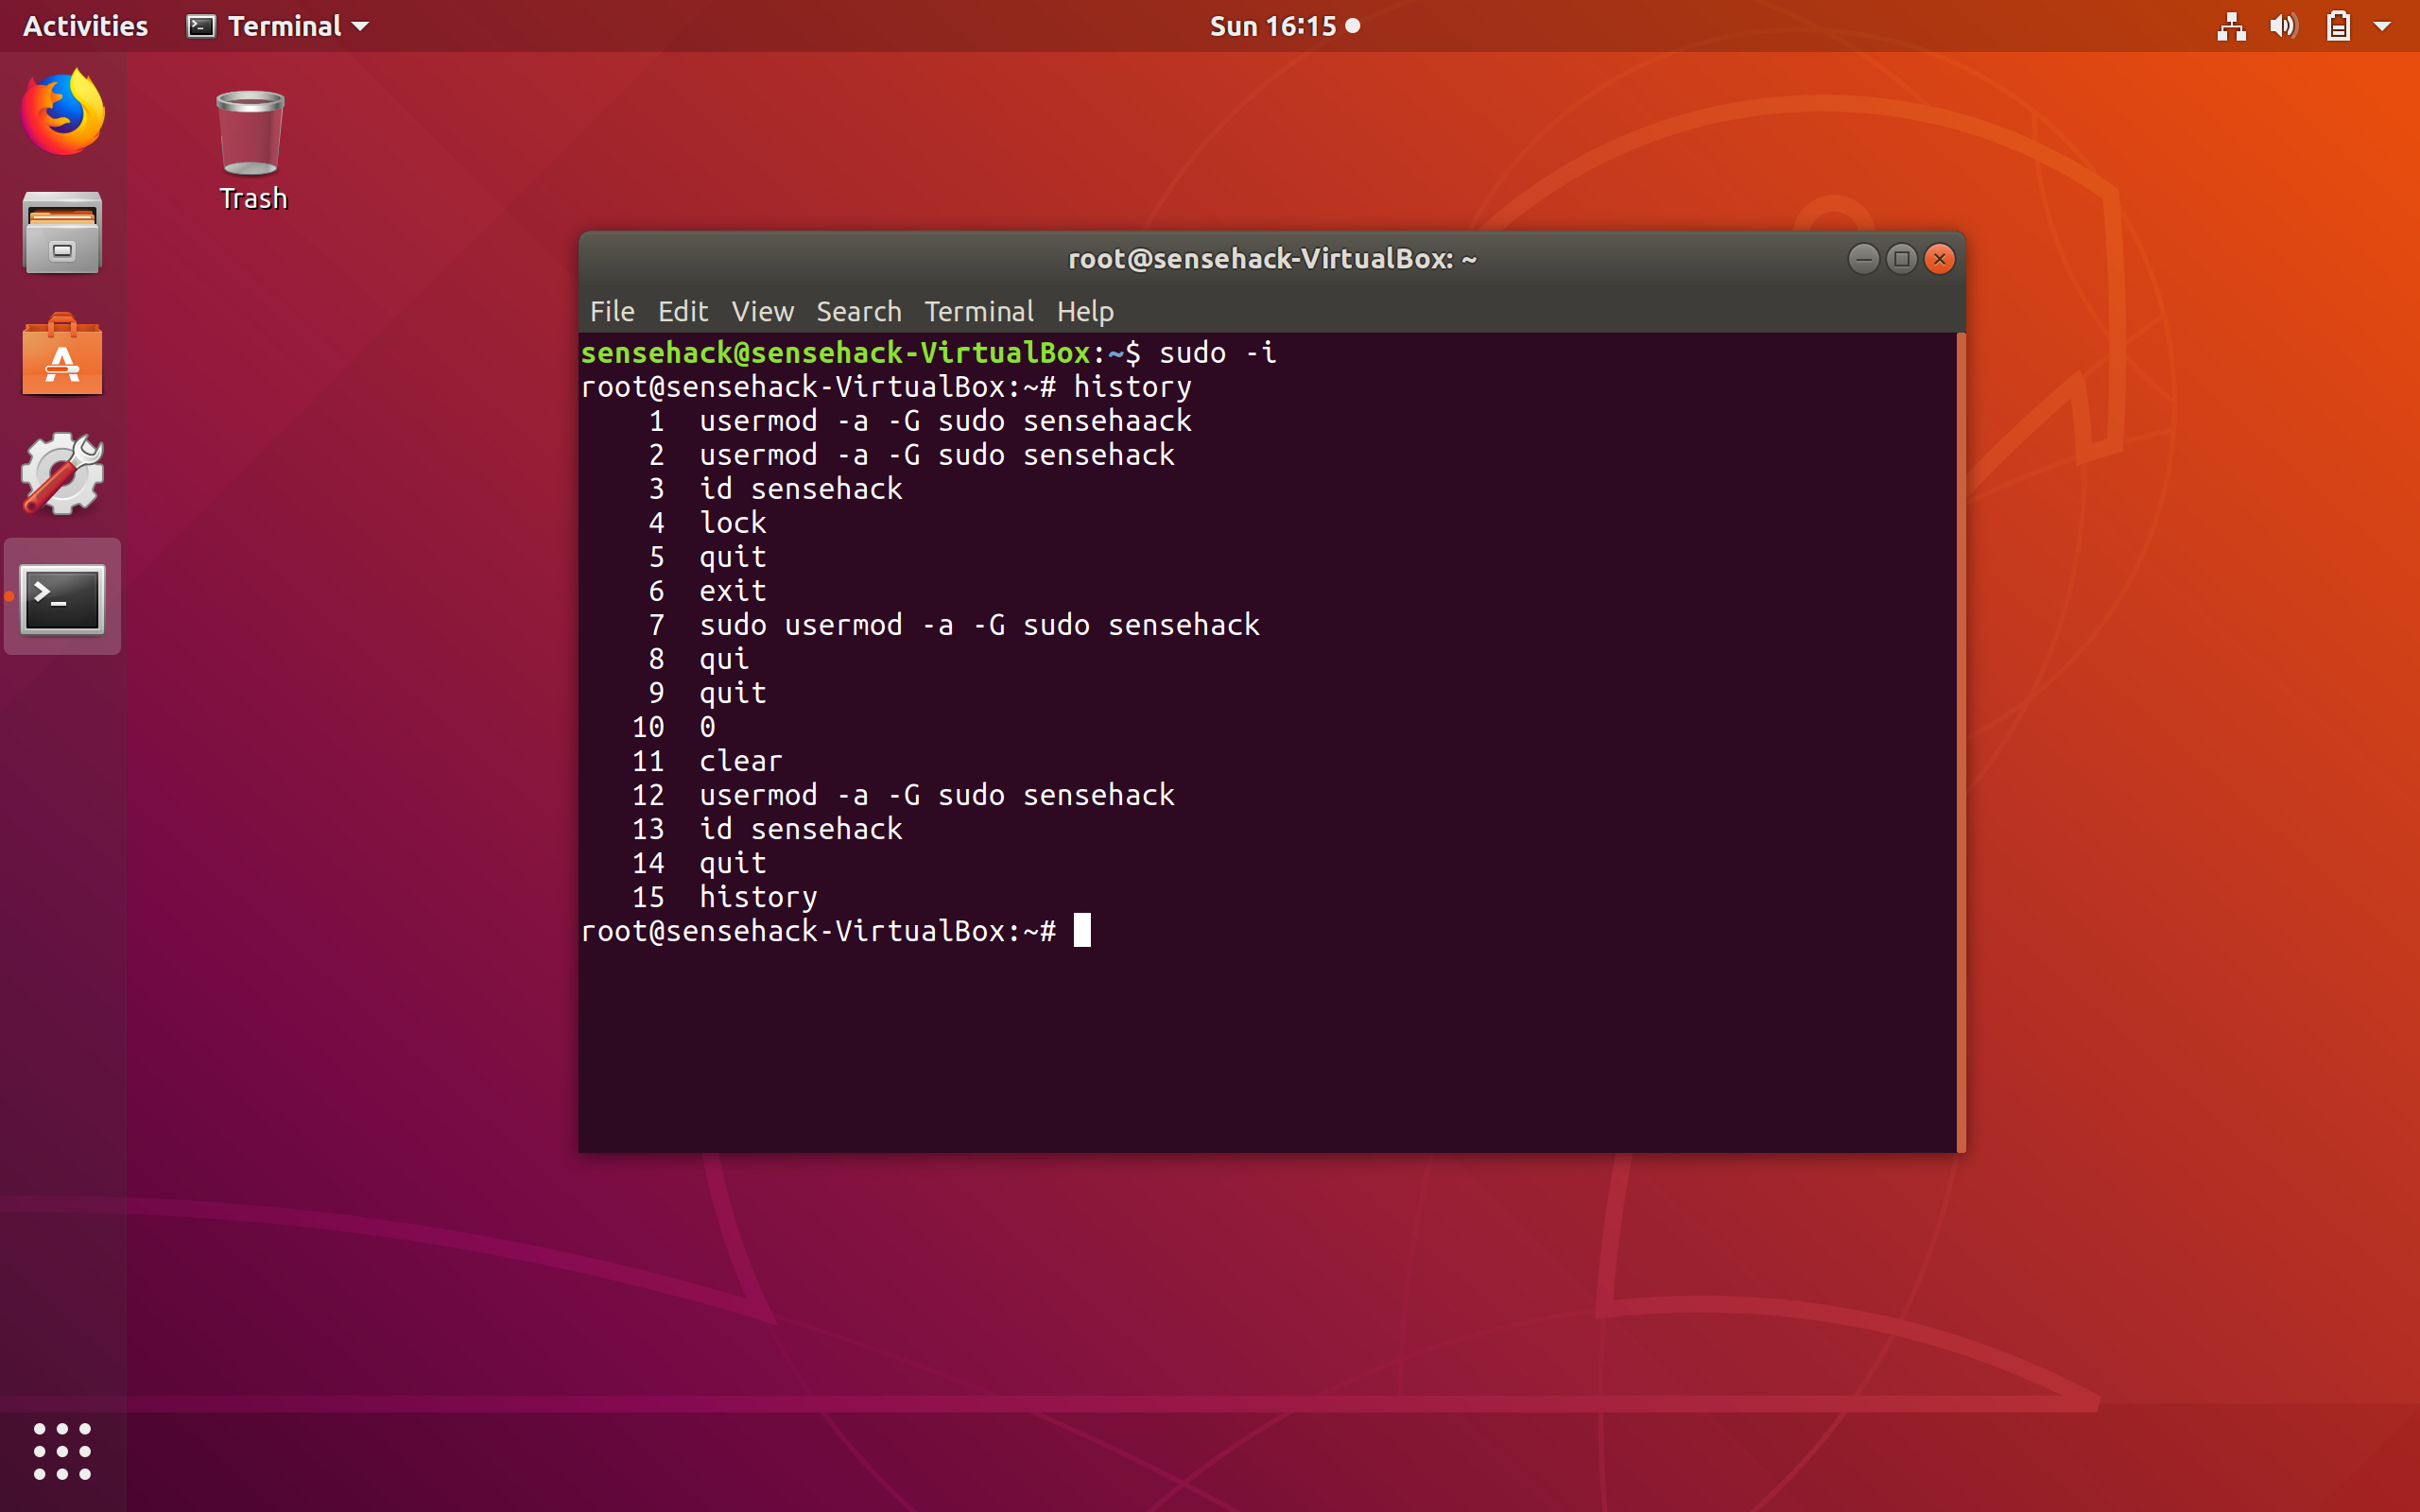 Activities Terminal Sun 16:15
Trash
root@sensehack-VirtualBox: ~
File Edit View Search Terminal Help
sensehack@sensehack-VirtualBox:~$ sudo -i
root@sensehack-VirtualBox:~# history
1 usermod -a -G sudo sensehaack
2 usermod -a -G sudo sensehack
3 id sensehack
4 lock
5 quit
6 exit
7 sudo usermod -a -G sudo sensehack
8 qui
9 quit
10 0
11 clear
12 usermod -a -G sudo sensehack
13 id sensehack
14 quit
15 history
root@sensehack-VirtualBox:~#